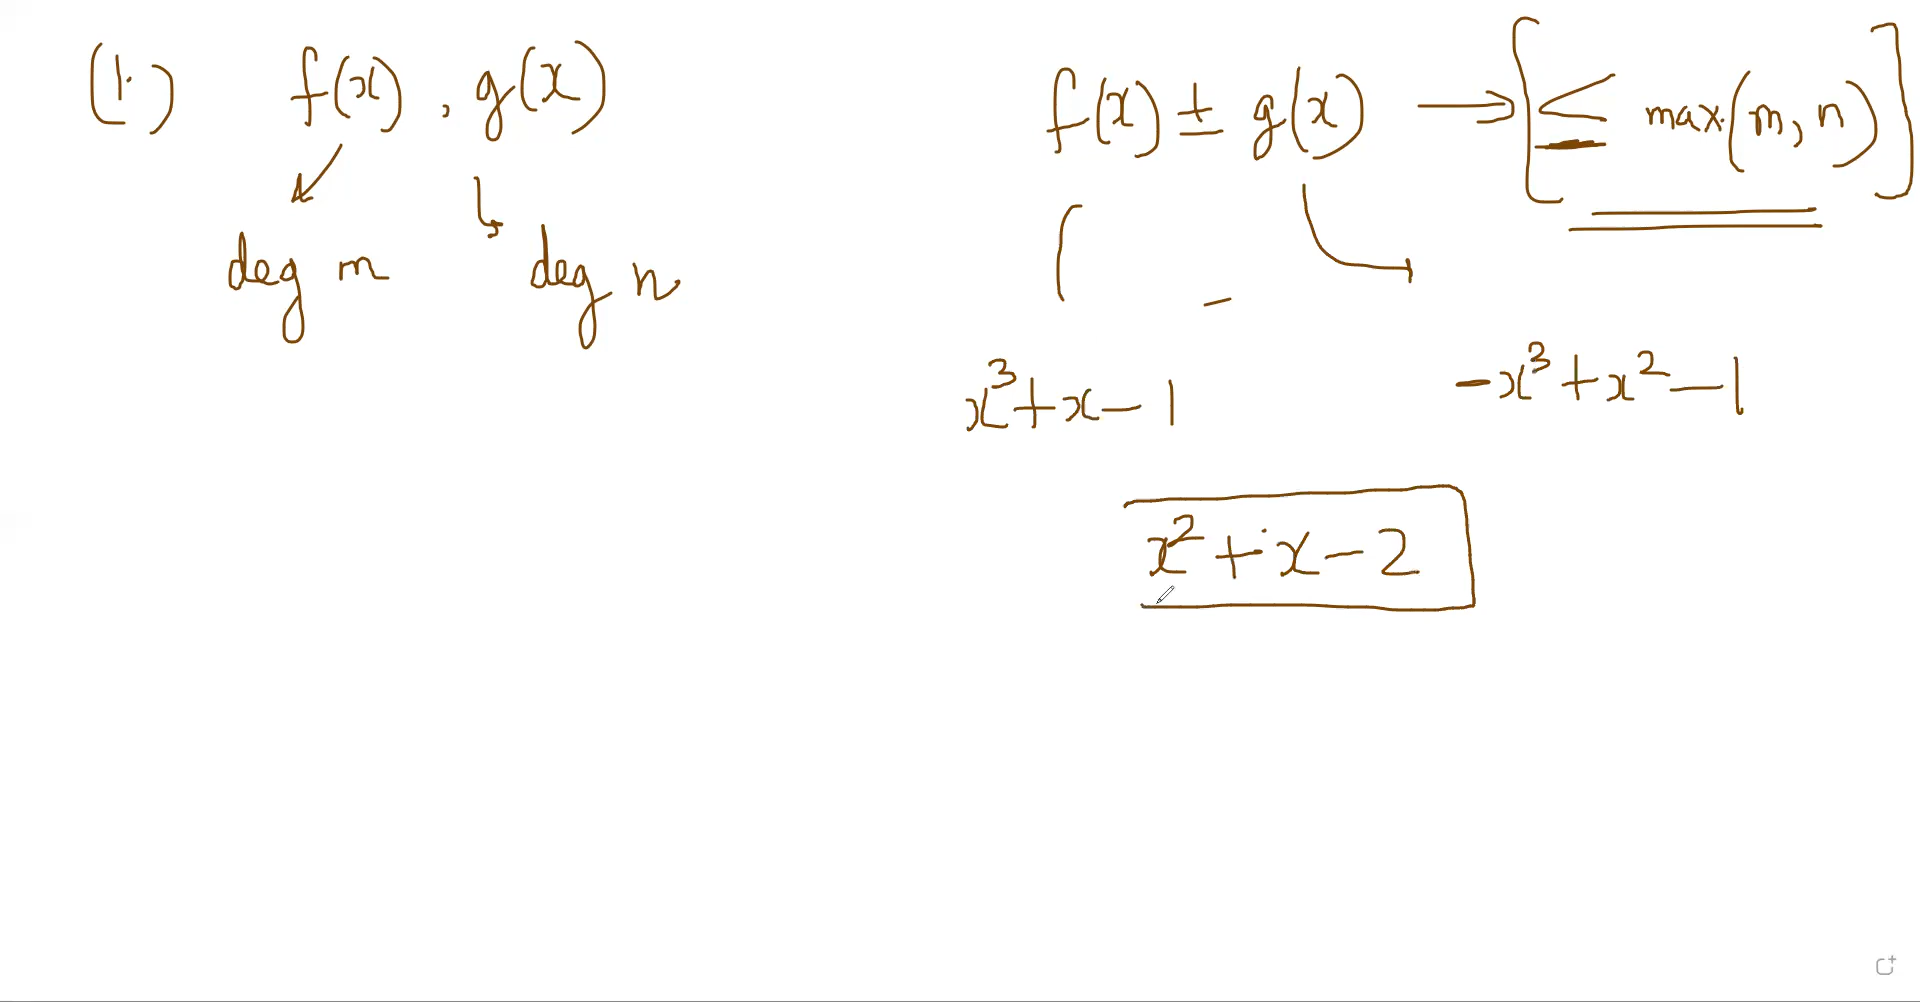 (1.) f(x), g(x)
deg m deg n
f(x) ± g(x) → [≤ max.(m, n)]
x³+x-1 -x³+x²-1
x²+x-2